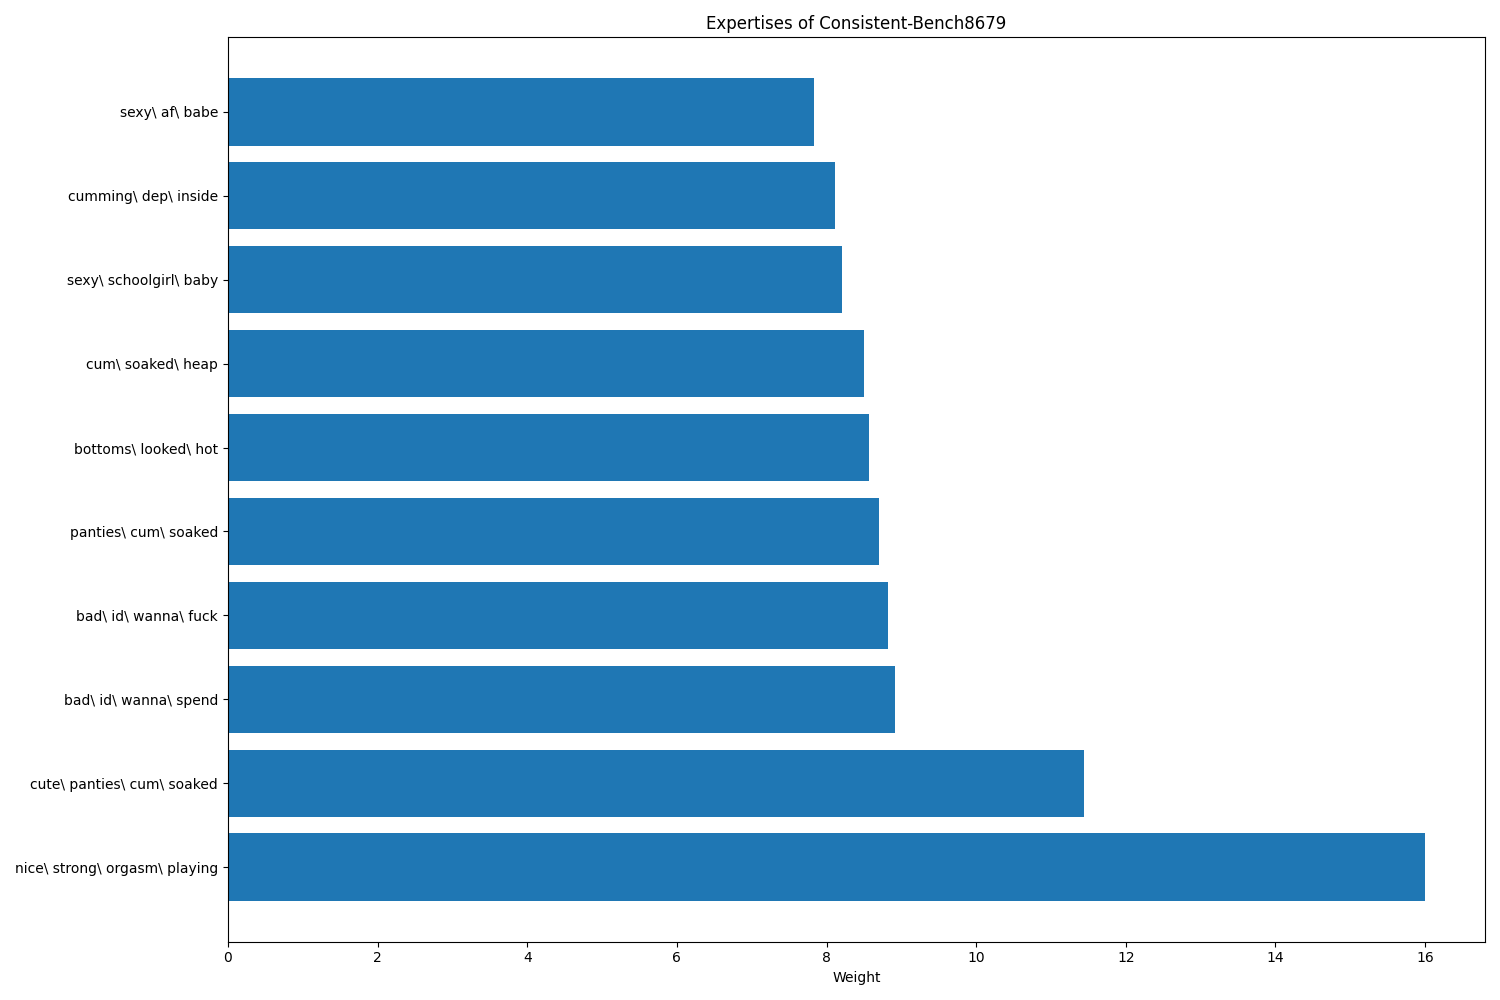 Expertises of Consistent-Bench8679
sexy\ af\ babe
cumming\ dep\ inside
sexy\ schoolgirl\ baby
cum\ soaked\ heap
bottoms\ looked\ hot
panties\ cum\ soaked
bad\ id\ wanna\ fuck
bad\ id\ wanna\ spend
cute\ panties\ cum\ soaked
nice\ strong\ orgasm\ playing
0 2 4 6 8 10 12 14 16
Weight